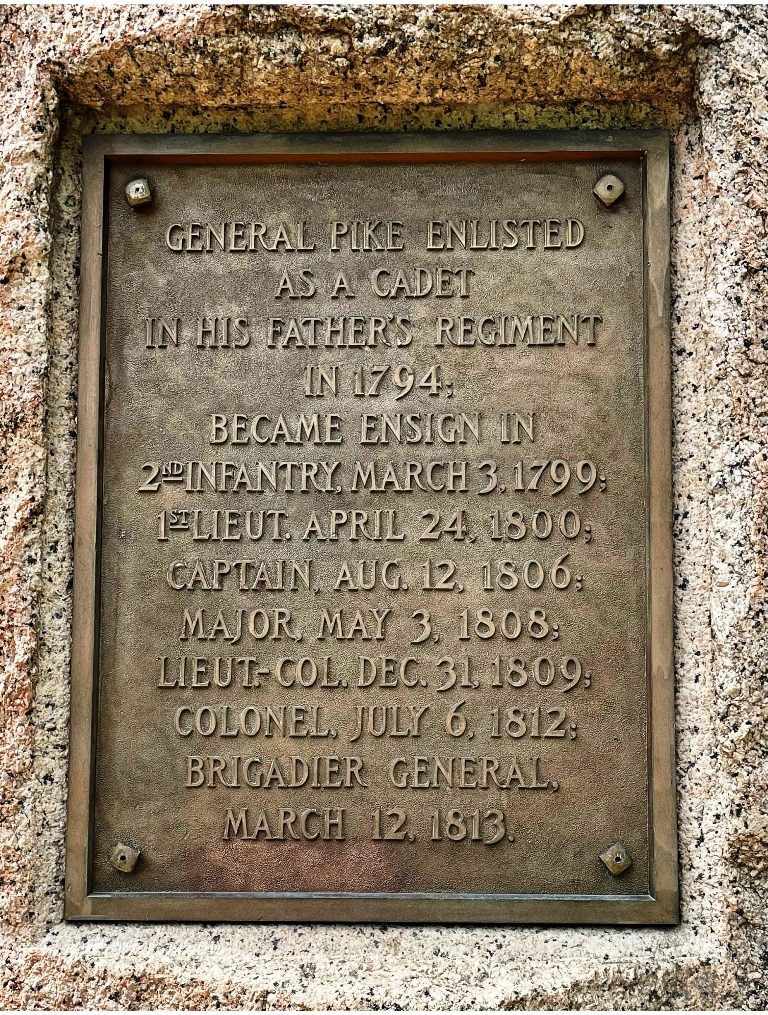 GENERAL PIKE ENLISTED
AS A CADET
IN HIS FATHER'S REGIMENT
IN 1794;
BECAME ENSIGN IN
2ND INFANTRY, MARCH 3, 1799;
1ST LIEUT. APRIL 24, 1800;
CAPTAIN, AUG. 12, 1806;
MAJOR, MAY 3, 1808;
LIEUT.-COL. DEC. 31, 1809;
COLONEL, JULY 6, 1812;
BRIGADIER GENERAL,
MARCH 12, 1813.